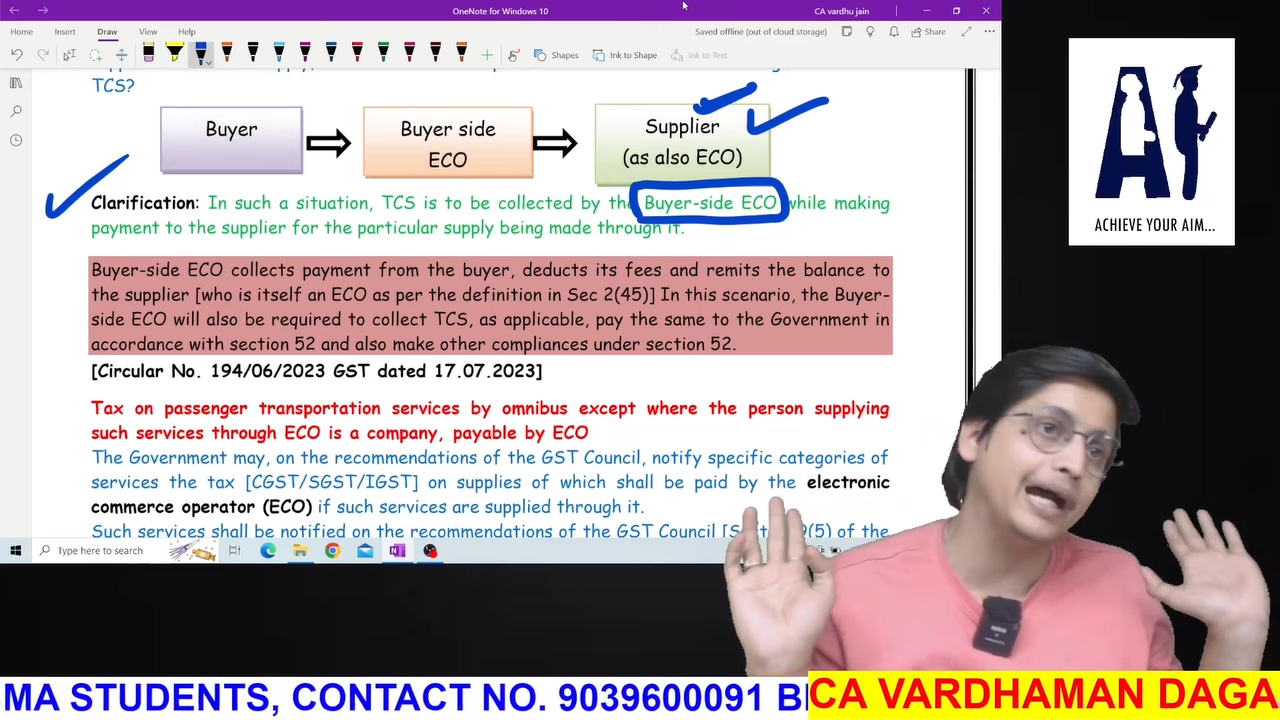 OneNote for Windows 10
CA vardhu jain
Home Insert Draw View Help
Saved offline (out of cloud storage)
Share
Shapes
Ink to Shape
Ink to Text
TCS?
Buyer
Buyer side
ECO
Supplier
(as also ECO)
Clarification: In such a situation, TCS is to be collected by the Buyer-side ECO while making
payment to the supplier for the particular supply being made through it.
Buyer-side ECO collects payment from the buyer, deducts its fees and remits the balance to
the supplier [who is itself an ECO as per the definition in Sec 2(45)] In this scenario, the Buyer-
side ECO will also be required to collect TCS, as applicable, pay the same to the Government in
accordance with section 52 and also make other compliances under section 52.
[Circular No. 194/06/2023 GST dated 17.07.2023]
Tax on passenger transportation services by omnibus except where the person supplying
such services through ECO is a company, payable by ECO
The Government may, on the recommendations of the GST Council, notify specific categories of
services the tax [CGST/SGST/IGST] on supplies of which shall be paid by the electronic
commerce operator (ECO) if such services are supplied through it.
Such services shall be notified on the recommendations of the GST Council 9(5) of the
Type here to search
AI
ACHIEVE YOUR AIM...
MA STUDENTS, CONTACT NO. 9039600091
CA VARDHAMAN DAGA